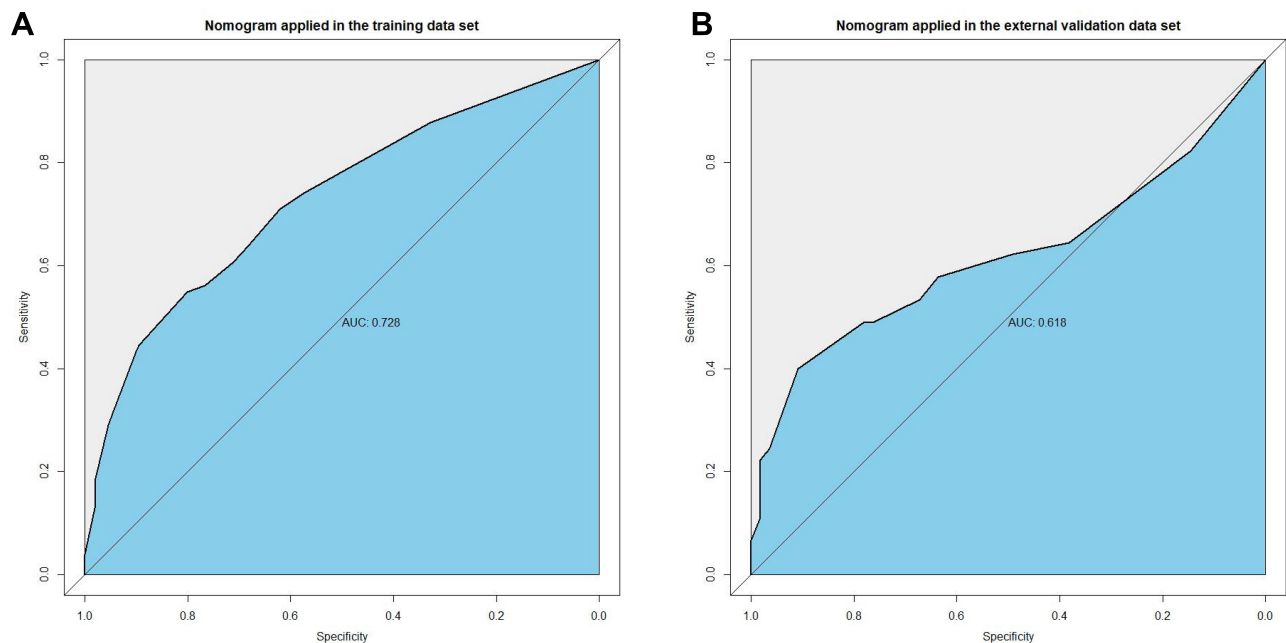 A
Nomogram applied in the training data set
1.0
0.8
0.6
0.4
0.2
0.0
Sensitivity
AUC: 0.728
1.0 0.8 0.6 0.4 0.2 0.0
Specificity
B
Nomogram applied in the external validation data set
1.0
0.8
0.6
0.4
0.2
0.0
Sensitivity
AUC: 0.618
1.0 0.8 0.6 0.4 0.2 0.0
Specificity